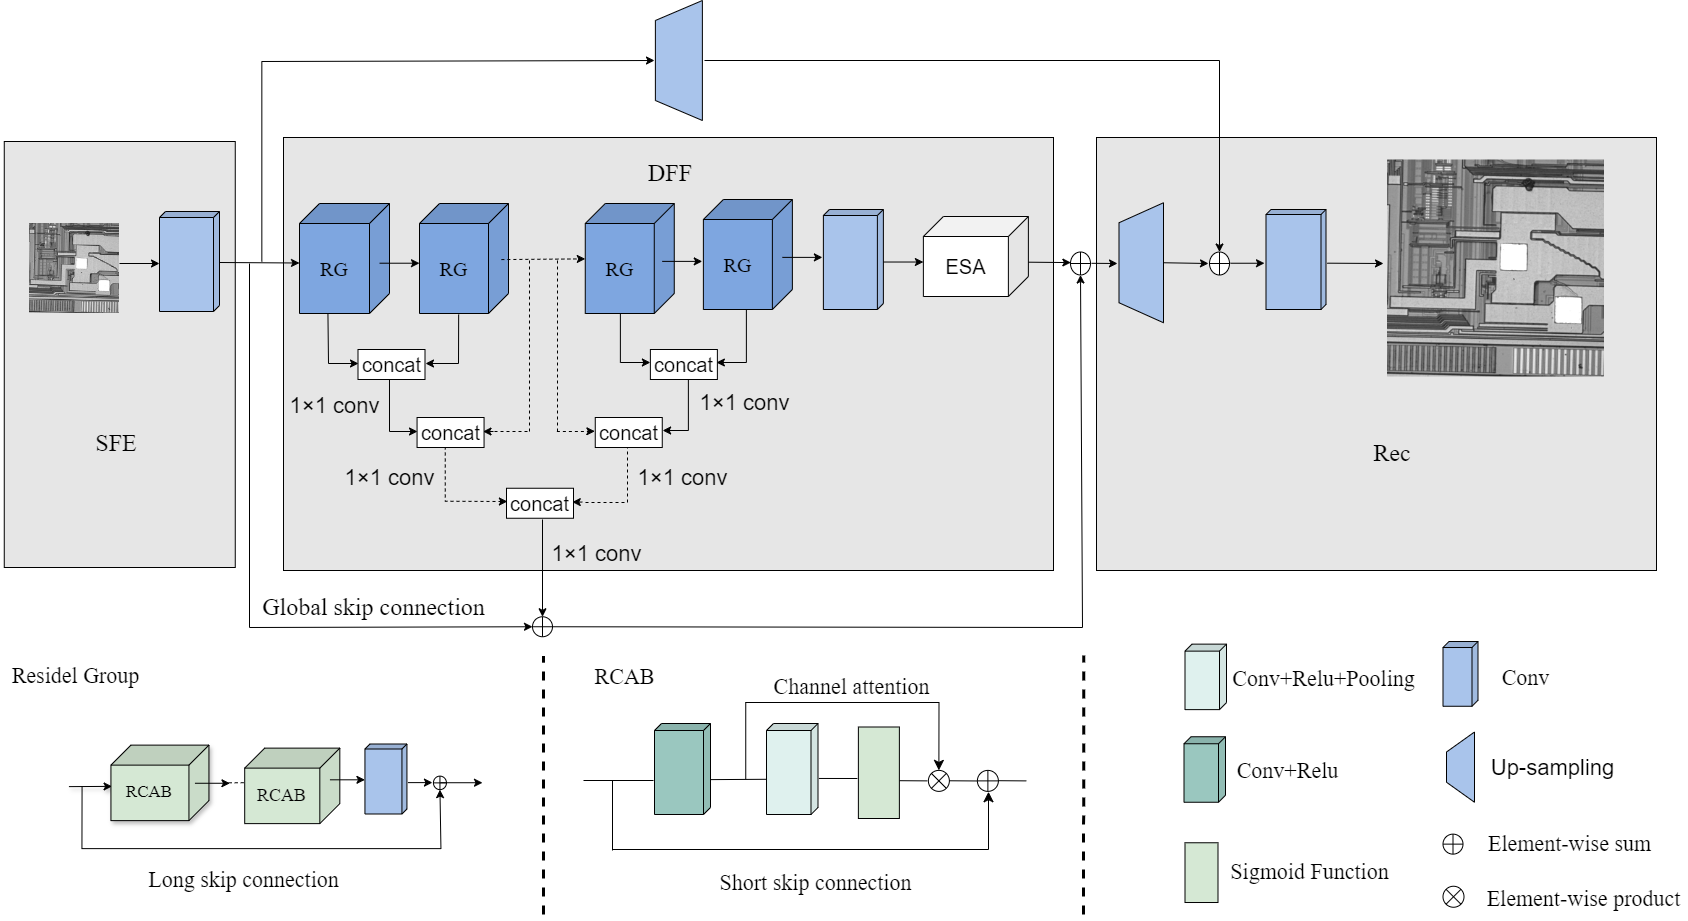 DFF
RG
RG
RG
RG
ESA
concat
concat
1×1 conv
1×1 conv
concat
concat
SFE
Rec
1×1 conv
1×1 conv
concat
1×1 conv
Global skip connection
Residel Group
RCAB
Channel attention
Conv+Relu+Pooling
Conv
RCAB
RCAB
Conv+Relu
Up-sampling
Element-wise sum
Long skip connection
Short skip connection
Sigmoid Function
Element-wise product